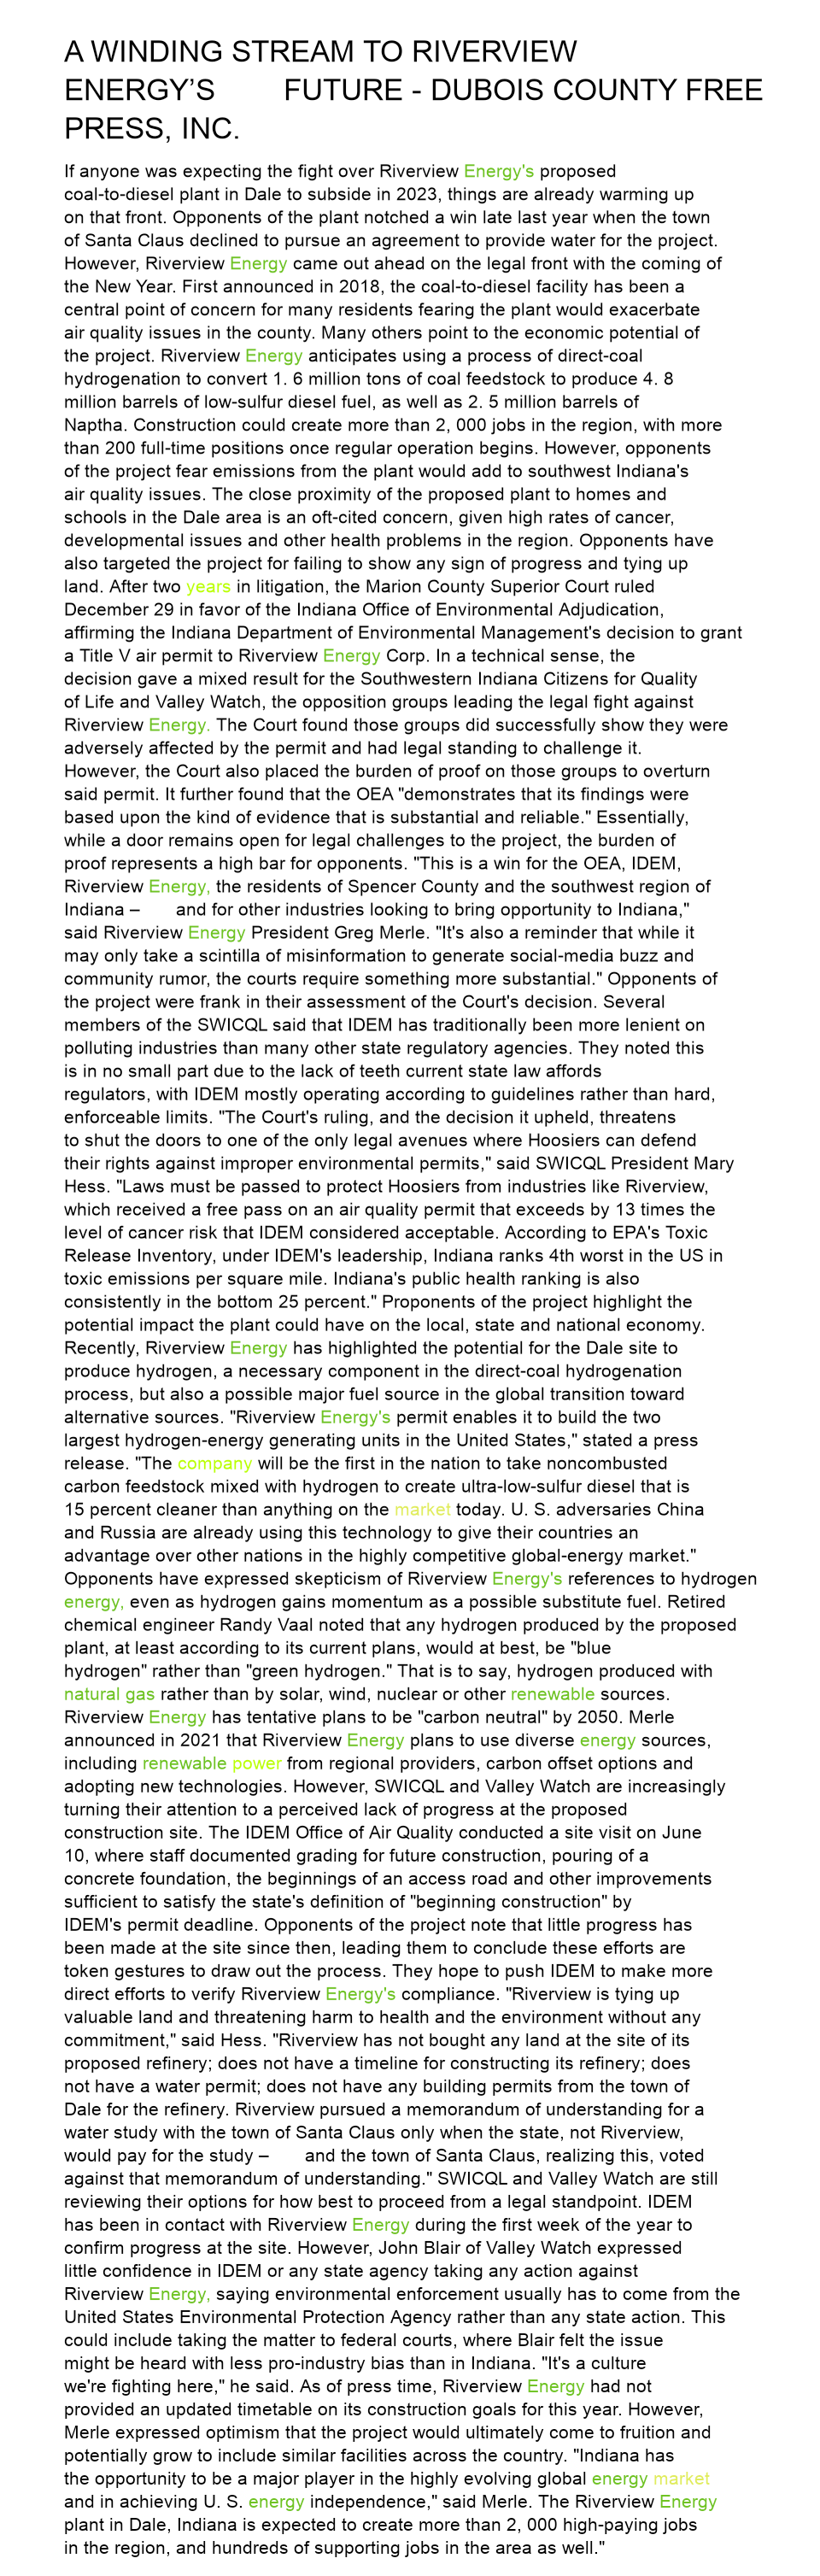 A WINDING STREAM TO RIVERVIEW
ENERGY’S FUTURE - DUBOIS COUNTY FREE
PRESS, INC.
If anyone was expecting the fight over Riverview Energy's proposed
coal-to-diesel plant in Dale to subside in 2023, things are already warming up
on that front. Opponents of the plant notched a win late last year when the town
of Santa Claus declined to pursue an agreement to provide water for the project.
However, Riverview Energy came out ahead on the legal front with the coming of
the New Year. First announced in 2018, the coal-to-diesel facility has been a
central point of concern for many residents fearing the plant would exacerbate
air quality issues in the county. Many others point to the economic potential of
the project. Riverview Energy anticipates using a process of direct-coal
hydrogenation to convert 1. 6 million tons of coal feedstock to produce 4. 8
million barrels of low-sulfur diesel fuel, as well as 2. 5 million barrels of
Naptha. Construction could create more than 2, 000 jobs in the region, with more
than 200 full-time positions once regular operation begins. However, opponents
of the project fear emissions from the plant would add to southwest Indiana's
air quality issues. The close proximity of the proposed plant to homes and
schools in the Dale area is an oft-cited concern, given high rates of cancer,
developmental issues and other health problems in the region. Opponents have
also targeted the project for failing to show any sign of progress and tying up
land. After two years in litigation, the Marion County Superior Court ruled
December 29 in favor of the Indiana Office of Environmental Adjudication,
affirming the Indiana Department of Environmental Management's decision to grant
a Title V air permit to Riverview Energy Corp. In a technical sense, the
decision gave a mixed result for the Southwestern Indiana Citizens for Quality
of Life and Valley Watch, the opposition groups leading the legal fight against
Riverview Energy. The Court found those groups did successfully show they were
adversely affected by the permit and had legal standing to challenge it.
However, the Court also placed the burden of proof on those groups to overturn
said permit. It further found that the OEA "demonstrates that its findings were
based upon the kind of evidence that is substantial and reliable." Essentially,
while a door remains open for legal challenges to the project, the burden of
proof represents a high bar for opponents. "This is a win for the OEA, IDEM,
Riverview Energy, the residents of Spencer County and the southwest region of
Indiana – and for other industries looking to bring opportunity to Indiana,"
said Riverview Energy President Greg Merle. "It's also a reminder that while it
may only take a scintilla of misinformation to generate social-media buzz and
community rumor, the courts require something more substantial." Opponents of
the project were frank in their assessment of the Court's decision. Several
members of the SWICQL said that IDEM has traditionally been more lenient on
polluting industries than many other state regulatory agencies. They noted this
is in no small part due to the lack of teeth current state law affords
regulators, with IDEM mostly operating according to guidelines rather than hard,
enforceable limits. "The Court's ruling, and the decision it upheld, threatens
to shut the doors to one of the only legal avenues where Hoosiers can defend
their rights against improper environmental permits," said SWICQL President Mary
Hess. "Laws must be passed to protect Hoosiers from industries like Riverview,
which received a free pass on an air quality permit that exceeds by 13 times the
level of cancer risk that IDEM considered acceptable. According to EPA's Toxic
Release Inventory, under IDEM's leadership, Indiana ranks 4th worst in the US in
toxic emissions per square mile. Indiana's public health ranking is also
consistently in the bottom 25 percent." Proponents of the project highlight the
potential impact the plant could have on the local, state and national economy.
Recently, Riverview Energy has highlighted the potential for the Dale site to
produce hydrogen, a necessary component in the direct-coal hydrogenation
process, but also a possible major fuel source in the global transition toward
alternative sources. "Riverview Energy's permit enables it to build the two
largest hydrogen-energy generating units in the United States," stated a press
release. "The company will be the first in the nation to take noncombusted
carbon feedstock mixed with hydrogen to create ultra-low-sulfur diesel that is
15 percent cleaner than anything on the market today. U. S. adversaries China
and Russia are already using this technology to give their countries an
advantage over other nations in the highly competitive global-energy market."
Opponents have expressed skepticism of Riverview Energy's references to hydrogen
energy, even as hydrogen gains momentum as a possible substitute fuel. Retired
chemical engineer Randy Vaal noted that any hydrogen produced by the proposed
plant, at least according to its current plans, would at best, be "blue
hydrogen" rather than "green hydrogen." That is to say, hydrogen produced with
natural gas rather than by solar, wind, nuclear or other renewable sources.
Riverview Energy has tentative plans to be "carbon neutral" by 2050. Merle
announced in 2021 that Riverview Energy plans to use diverse energy sources,
including renewable power from regional providers, carbon offset options and
adopting new technologies. However, SWICQL and Valley Watch are increasingly
turning their attention to a perceived lack of progress at the proposed
construction site. The IDEM Office of Air Quality conducted a site visit on June
10, where staff documented grading for future construction, pouring of a
concrete foundation, the beginnings of an access road and other improvements
sufficient to satisfy the state's definition of "beginning construction" by
IDEM's permit deadline. Opponents of the project note that little progress has
been made at the site since then, leading them to conclude these efforts are
token gestures to draw out the process. They hope to push IDEM to make more
direct efforts to verify Riverview Energy's compliance. "Riverview is tying up
valuable land and threatening harm to health and the environment without any
commitment," said Hess. "Riverview has not bought any land at the site of its
proposed refinery; does not have a timeline for constructing its refinery; does
not have a water permit; does not have any building permits from the town of
Dale for the refinery. Riverview pursued a memorandum of understanding for a
water study with the town of Santa Claus only when the state, not Riverview,
would pay for the study – and the town of Santa Claus, realizing this, voted
against that memorandum of understanding." SWICQL and Valley Watch are still
reviewing their options for how best to proceed from a legal standpoint. IDEM
has been in contact with Riverview Energy during the first week of the year to
confirm progress at the site. However, John Blair of Valley Watch expressed
little confidence in IDEM or any state agency taking any action against
Riverview Energy, saying environmental enforcement usually has to come from the
United States Environmental Protection Agency rather than any state action. This
could include taking the matter to federal courts, where Blair felt the issue
might be heard with less pro-industry bias than in Indiana. "It's a culture
we're fighting here," he said. As of press time, Riverview Energy had not
provided an updated timetable on its construction goals for this year. However,
Merle expressed optimism that the project would ultimately come to fruition and
potentially grow to include similar facilities across the country. "Indiana has
the opportunity to be a major player in the highly evolving global energy market
and in achieving U. S. energy independence," said Merle. The Riverview Energy
plant in Dale, Indiana is expected to create more than 2, 000 high-paying jobs
in the region, and hundreds of supporting jobs in the area as well."